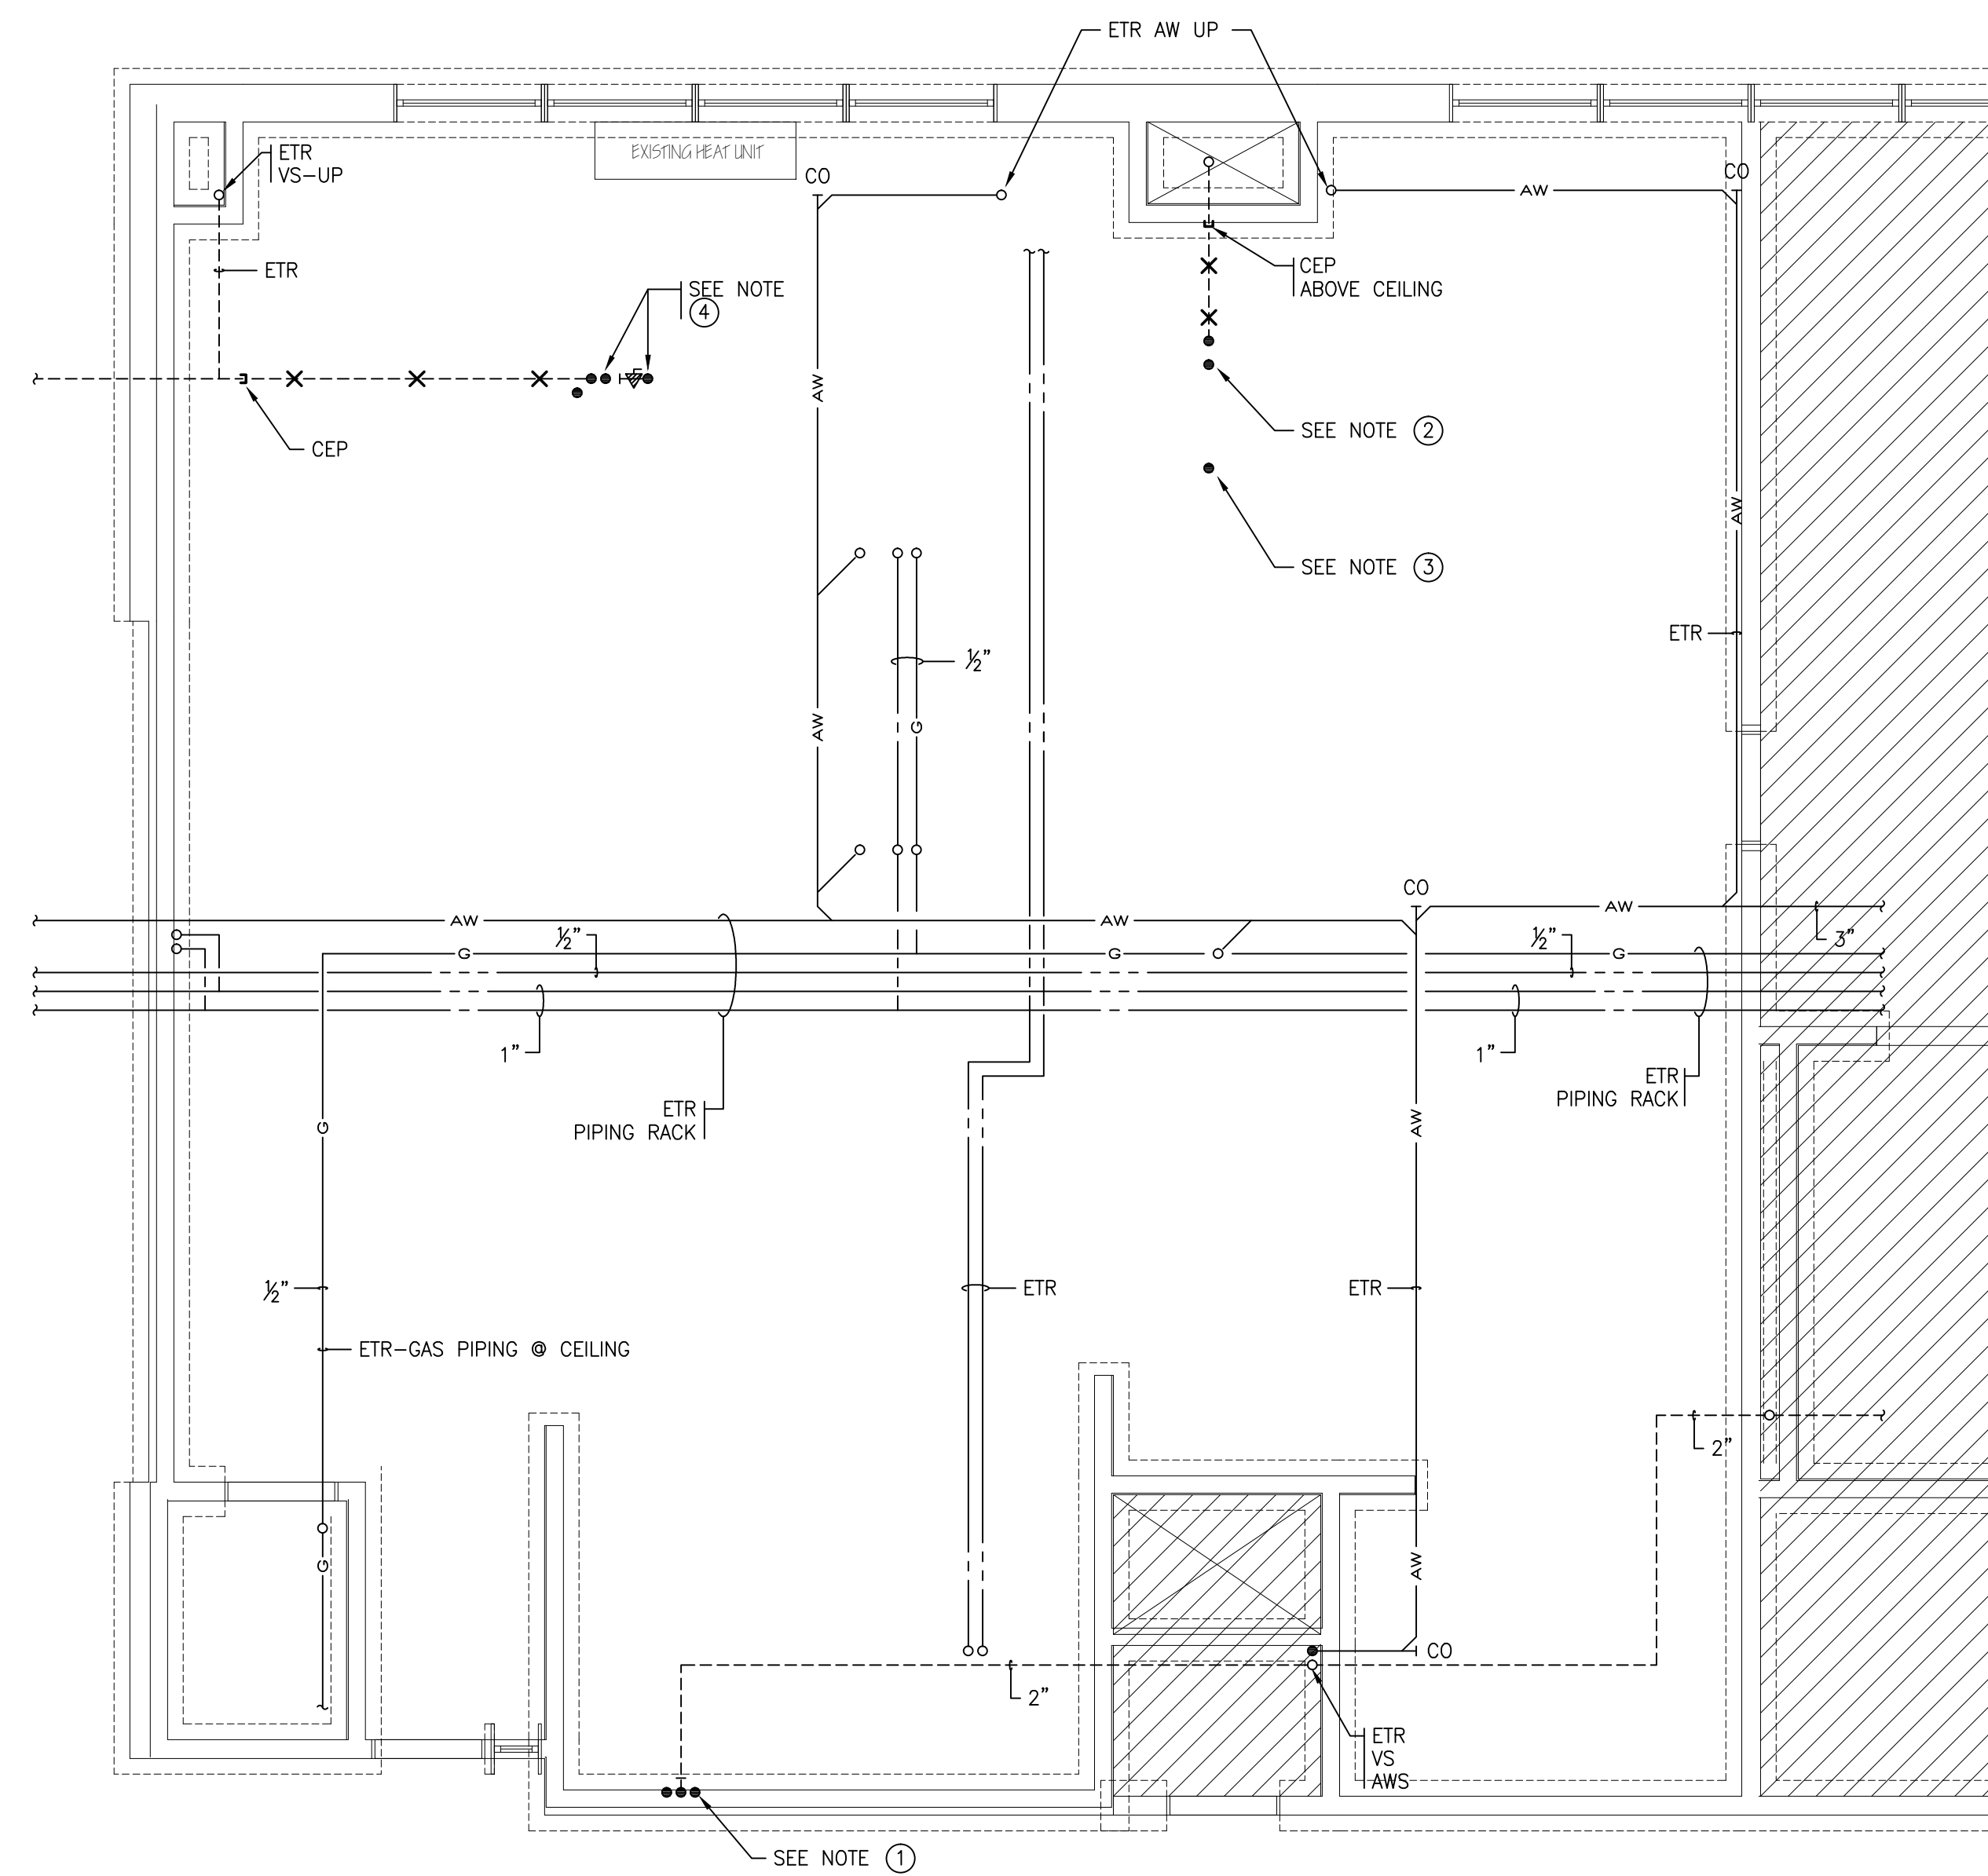 ETR AW UP
ETR
VS-UP
EXISTING HEAT UNIT
CO
CO
AW
ETR
CEP
ABOVE CEILING
SEE NOTE
4
AW
SEE NOTE 2
CEP
AW
SEE NOTE 3
ETR
½"
AW
G
CO
AW
AW
AW
½"
½"
3"
G
G
G
1"
1"
ETR
PIPING RACK
ETR
PIPING RACK
G
AW
½"
ETR
ETR
ETR-GAS PIPING @ CEILING
2"
G
AW
CO
2"
ETR
VS
AWS
SEE NOTE 1